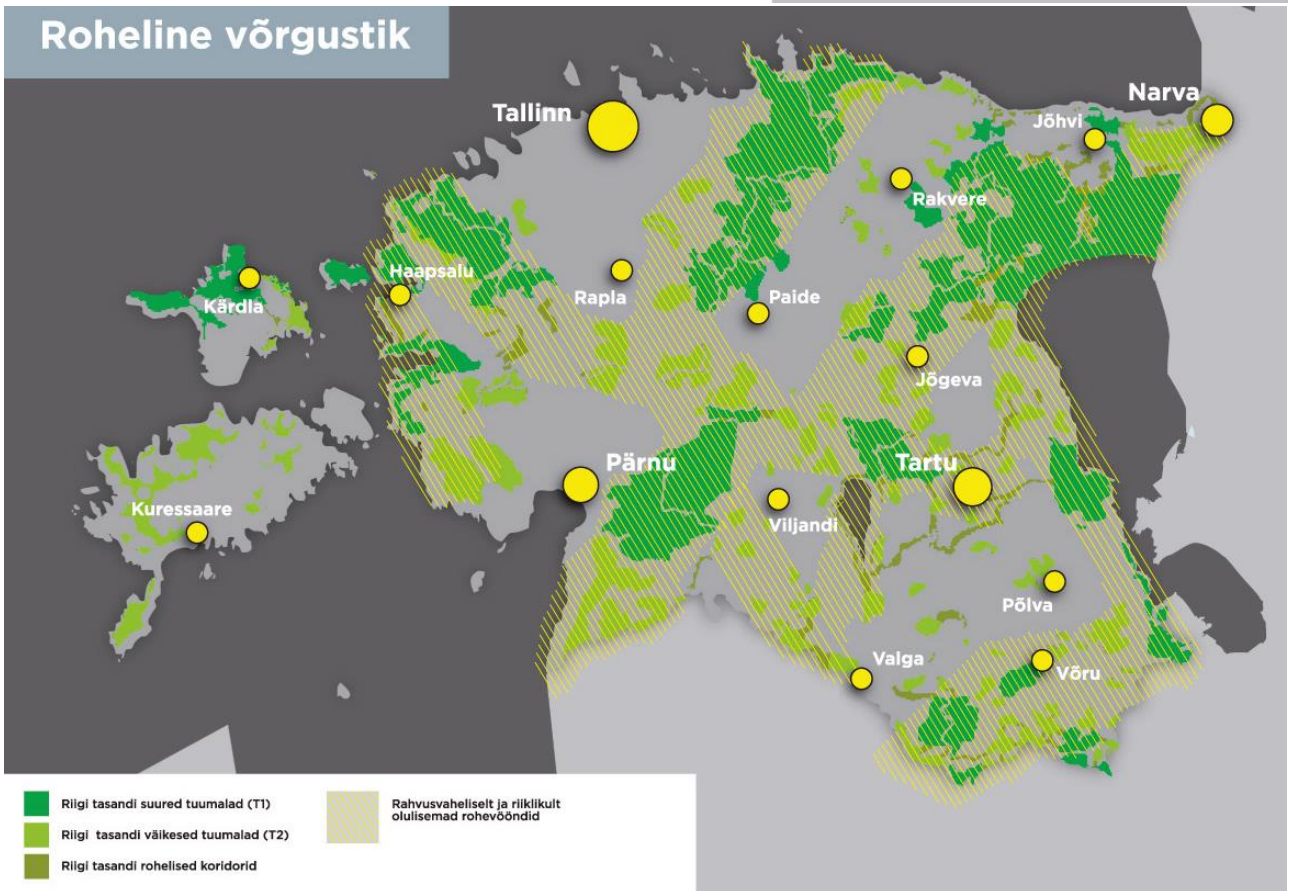 Roheline võrgustik
Narva
Tallinn
Jõhvi
Rakvere
Haapsalu
Kärdla
Rapla
Paide
Jõgeva
Pärnu
Tartu
Kuressaare
Viljandi
Põlva
Valga
Võru
Riigi tasandi suured tuumalad (T1)
Riigi tasandi väikesed tuumalad (T2)
Riigi tasandi rohelised koridorid
Rahvusvaheliselt ja riiklikult
olulisemad rohevööndid